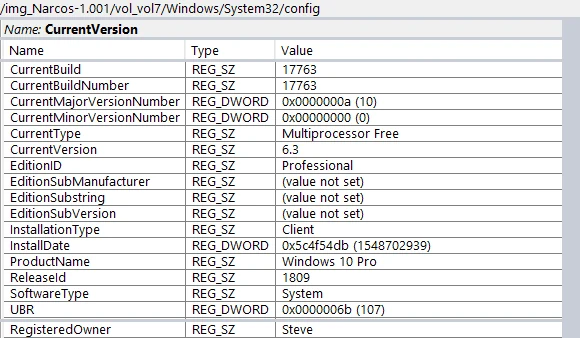 /img_Narcos-1.001/vol_vol7/Windows/System32/config
Name: CurrentVersion
Name Type Value
CurrentBuild REG_SZ 17763
CurrentBuildNumber REG_SZ 17763
CurrentMajorVersionNumber REG_DWORD 0x0000000a (10)
CurrentMinorVersionNumber REG_DWORD 0x00000000 (0)
CurrentType REG_SZ Multiprocessor Free
CurrentVersion REG_SZ 6.3
EditionID REG_SZ Professional
EditionSubManufacturer REG_SZ (value not set)
EditionSubstring REG_SZ (value not set)
EditionSubVersion REG_SZ (value not set)
InstallationType REG_SZ Client
InstallDate REG_DWORD 0x5c4f54db (1548702939)
ProductName REG_SZ Windows 10 Pro
ReleaseId REG_SZ 1809
SoftwareType REG_SZ System
UBR REG_DWORD 0x0000006b (107)
RegisteredOwner REG_SZ Steve